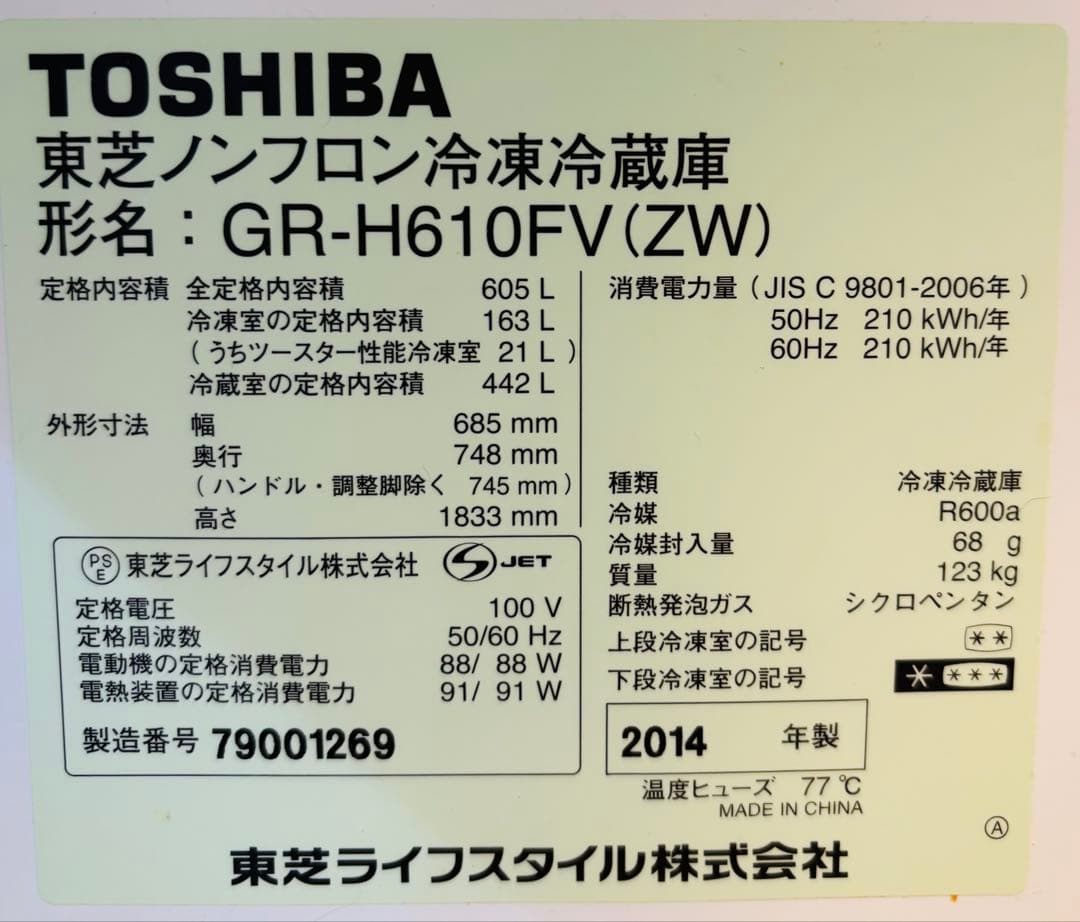 TOSHIBA
東芝ノンフロン冷凍冷蔵庫
形名：GR-H610FV(ZW)
定格内容積 全定格内容積 605 L
冷凍室の定格内容積 163 L
(うちツースター性能冷凍室 21 L)
冷蔵室の定格内容積 442 L
外形寸法 幅 685 mm
奥行 748 mm
(ハンドル・調整脚除く 745 mm)
高さ 1833 mm
消費電力量(JIS C 9801-2006年)
50Hz 210 kWh/年
60Hz 210 kWh/年
種類 冷凍冷蔵庫
冷媒 R600a
冷媒封入量 68 g
質量 123 kg
断熱発泡ガス シクロペンタン
上段冷凍室の記号 **
下段冷凍室の記号 * ***
PSE 東芝ライフスタイル株式会社 JET
定格電圧 100 V
定格周波数 50/60 Hz
電動機の定格消費電力 88/ 88 W
電熱装置の定格消費電力 91/ 91 W
製造番号 79001269
2014 年製
温度ヒューズ 77℃
MADE IN CHINA
A
東芝ライフスタイル株式会社